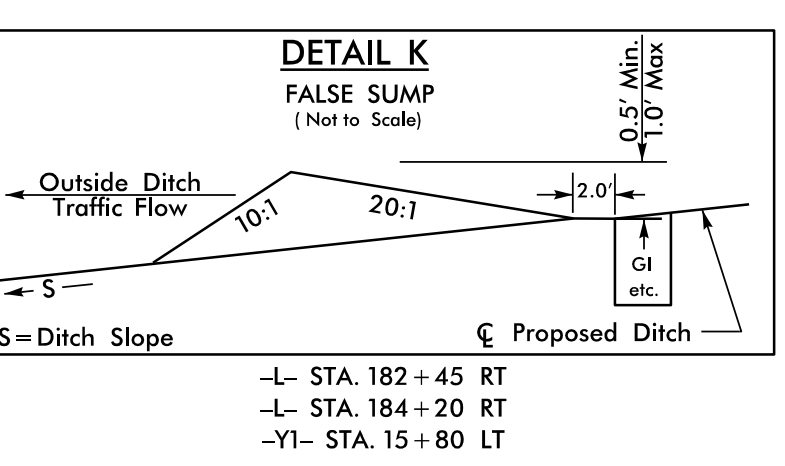 DETAIL K
FALSE SUMP
( Not to Scale)
0.5' Min.
1.0' Max
Outside Ditch
Traffic Flow
10:1
20:1
2.0'
GI
etc.
S
S=Ditch Slope
℄ Proposed Ditch
-L- STA. 182+45 RT
-L- STA. 184+20 RT
-Y1- STA. 15+80 LT